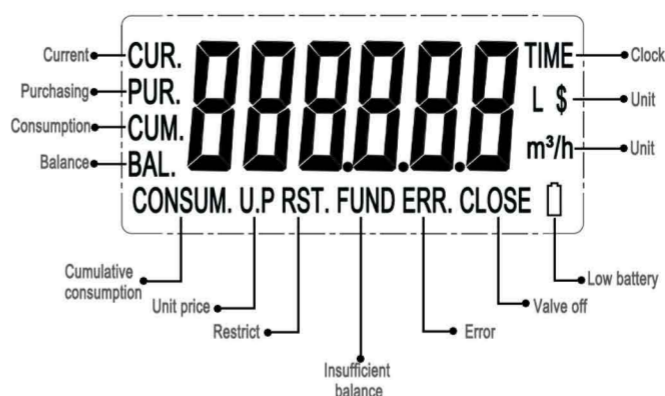 Current CUR. 888888 TIME Clock
Purchasing PUR. L $ Unit
Consumption CUM. m³/h Unit
Balance BAL.
CONSUM. U.P RST. FUND ERR. CLOSE
Cumulative
consumption
Unit price
Restrict
Insufficient
balance
Error
Valve off
Low battery